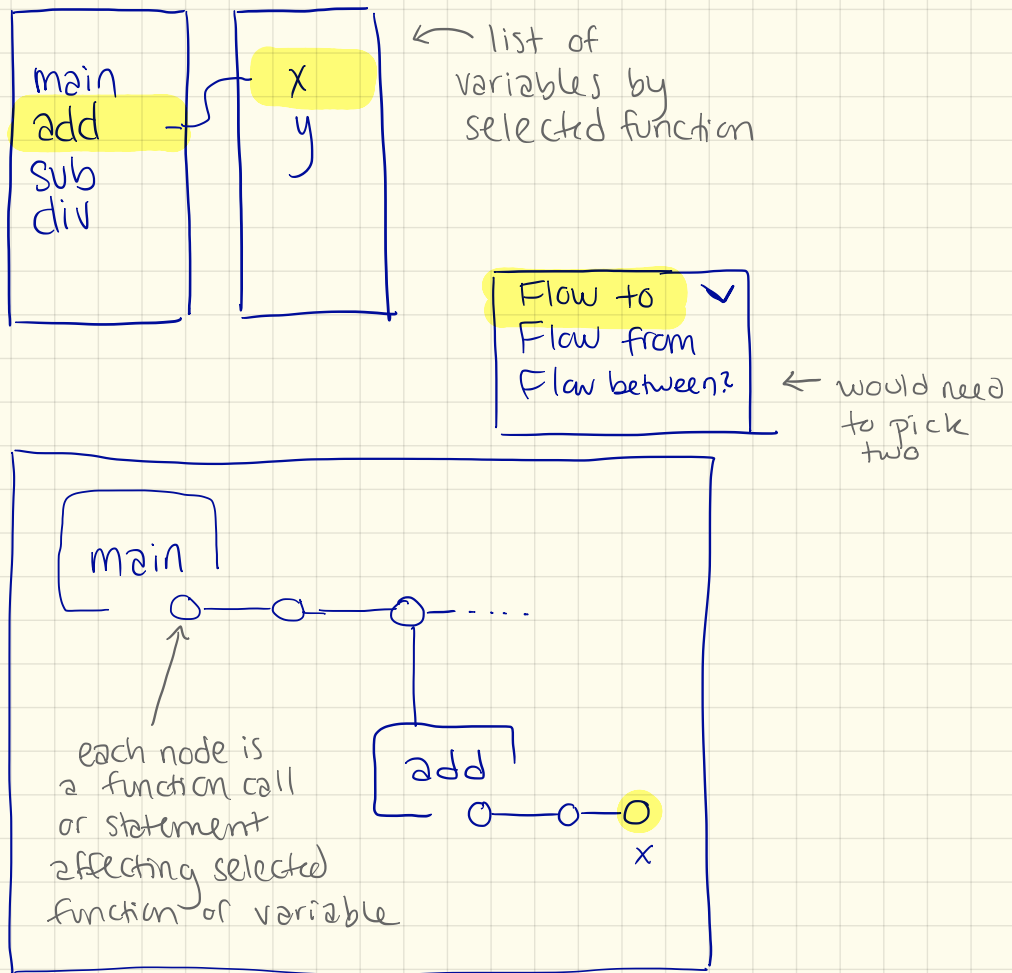 main
add
sub
div
x
y
list of
variables by
selected function
Flow to
Flow from
Flow between?
would need
to pick
two
main
each node is
a function call
or statement
affecting selected
function or variable
add
x